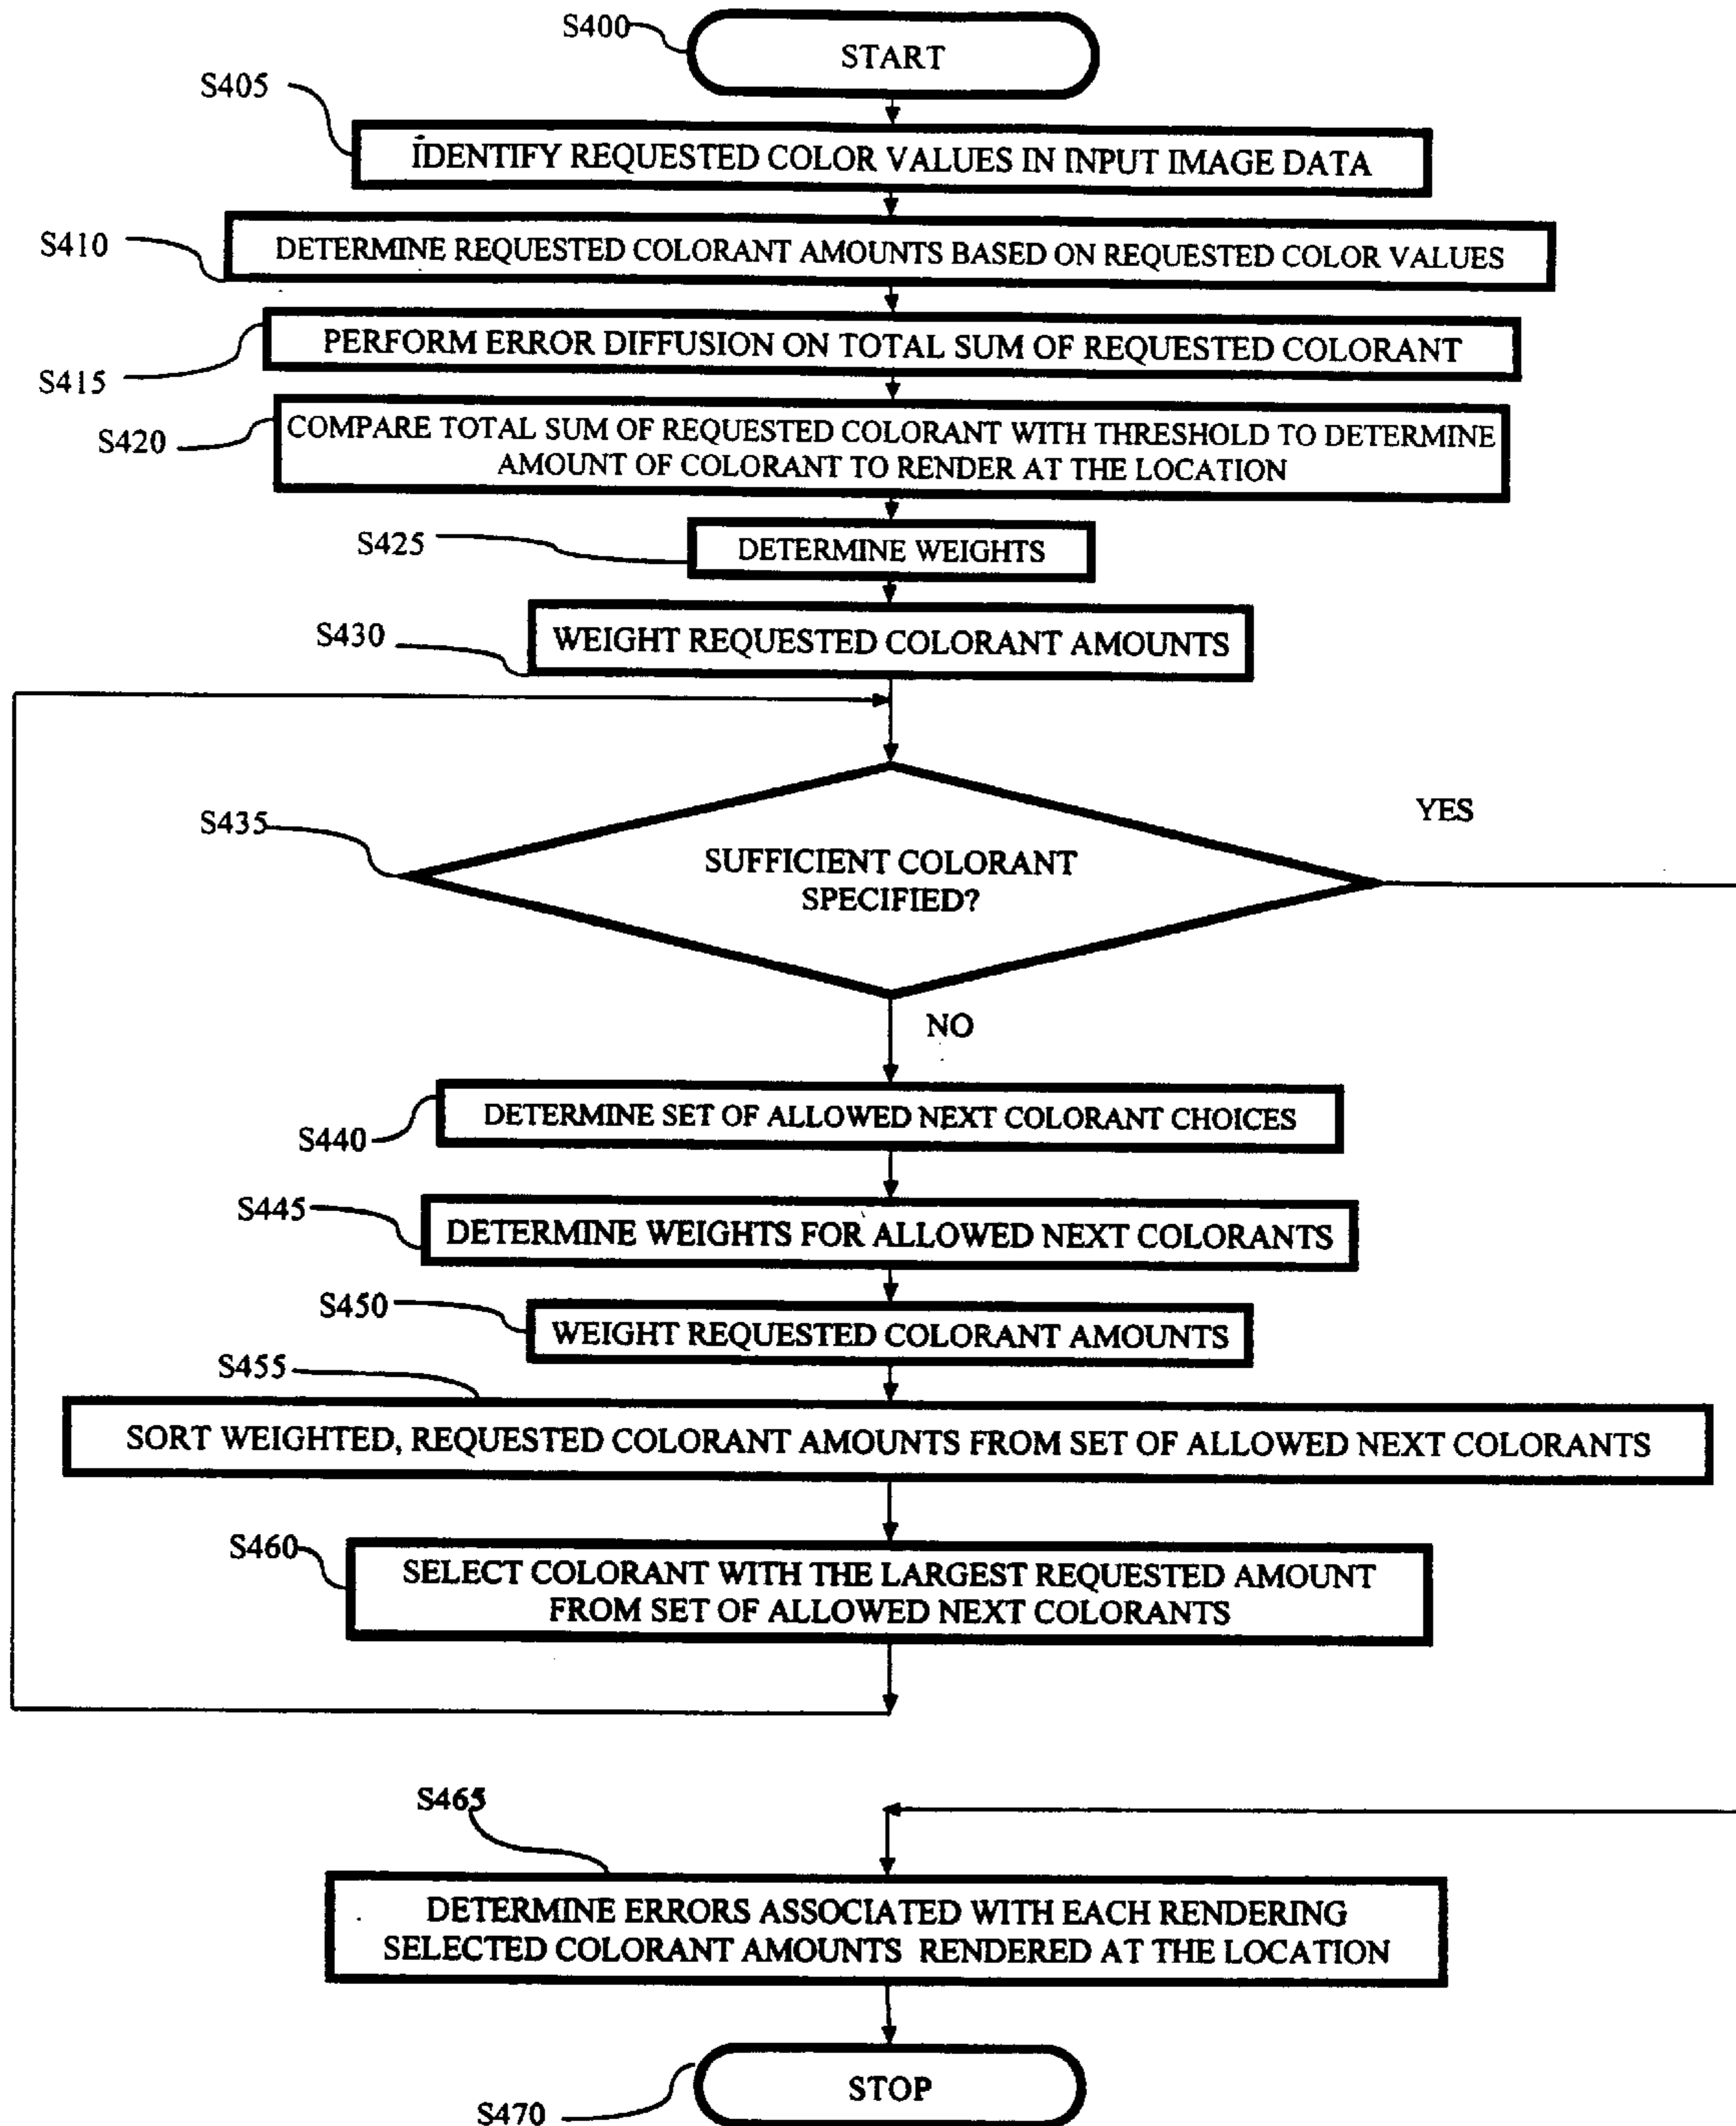 S400
START
S405
IDENTIFY REQUESTED COLOR VALUES IN INPUT IMAGE DATA
S410
DETERMINE REQUESTED COLORANT AMOUNTS BASED ON REQUESTED COLOR VALUES
S415
PERFORM ERROR DIFFUSION ON TOTAL SUM OF REQUESTED COLORANT
S420
COMPARE TOTAL SUM OF REQUESTED COLORANT WITH THRESHOLD TO DETERMINE
AMOUNT OF COLORANT TO RENDER AT THE LOCATION
S425
DETERMINE WEIGHTS
S430
WEIGHT REQUESTED COLORANT AMOUNTS
S435
SUFFICIENT COLORANT
SPECIFIED?
YES
NO
S440
DETERMINE SET OF ALLOWED NEXT COLORANT CHOICES
S445
DETERMINE WEIGHTS FOR ALLOWED NEXT COLORANTS
S450
WEIGHT REQUESTED COLORANT AMOUNTS
S455
SORT WEIGHTED, REQUESTED COLORANT AMOUNTS FROM SET OF ALLOWED NEXT COLORANTS
S460
SELECT COLORANT WITH THE LARGEST REQUESTED AMOUNT
FROM SET OF ALLOWED NEXT COLORANTS
S465
DETERMINE ERRORS ASSOCIATED WITH EACH RENDERING
SELECTED COLORANT AMOUNTS RENDERED AT THE LOCATION
S470
STOP